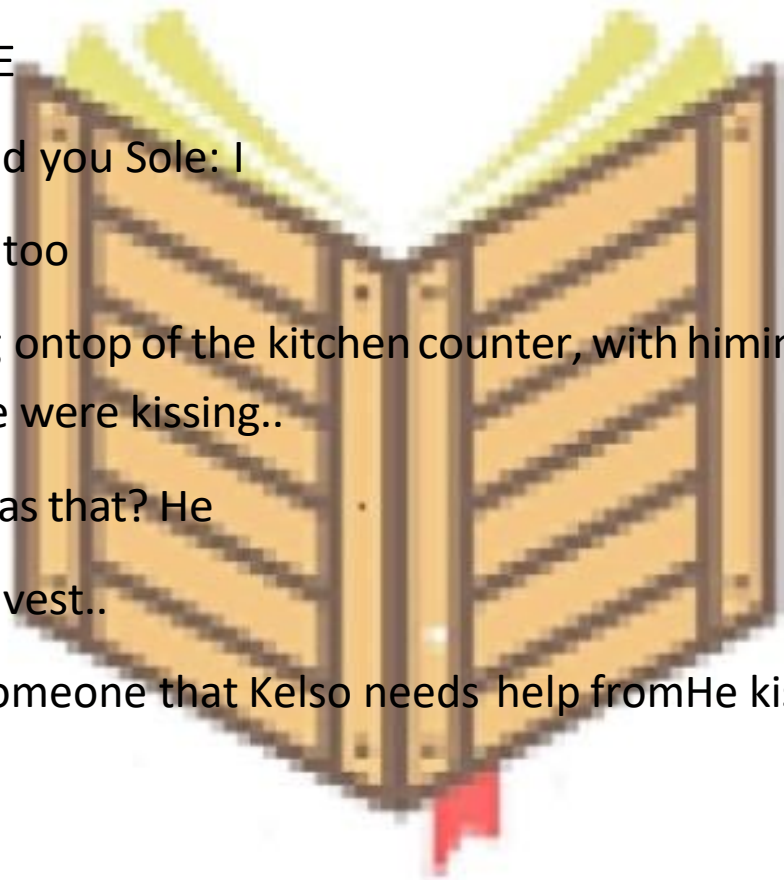 E
d you Sole: I
too
ontop of the kitchen counter, with himin
e were kissing..
as that? He
vest..
omeone that Kelso needs help fromHe ki